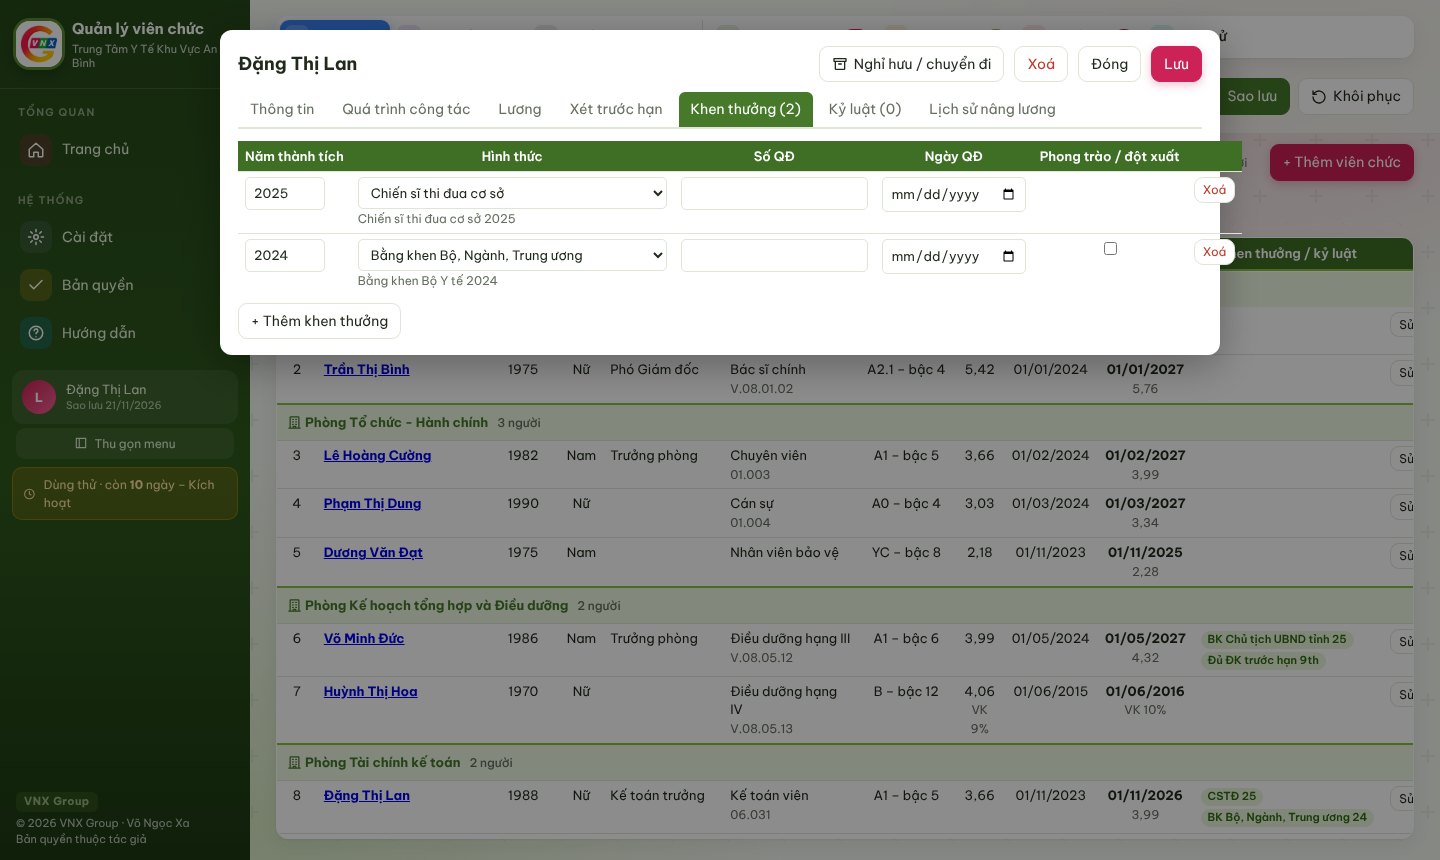 Quản lý viên chức
Trung Tâm Y Tế Khu Vực An Bình
VNX
TỔNG QUAN
Trang chủ
HỆ THỐNG
Cài đặt
Bản quyền
Hướng dẫn
L
Đặng Thị Lan
Sao lưu 21/11/2026
Thu gọn menu
Dùng thử · còn 10 ngày – Kích hoạt
VNX Group
© 2026 VNX Group · Võ Ngọc Xa
Bản quyền thuộc tác giả
Sao lưu
Khôi phục
+ Thêm viên chức
Đặng Thị Lan
Nghỉ hưu / chuyển đi
Xoá
Đóng
Lưu
Thông tin
Quá trình công tác
Lương
Xét trước hạn
Khen thưởng (2)
Kỷ luật (0)
Lịch sử nâng lương
Năm thành tích Hình thức Số QĐ Ngày QĐ Phong trào / đột xuất
2025 Chiến sĩ thi đua cơ sở mm/dd/yyyy Xoá
Chiến sĩ thi đua cơ sở 2025
2024 Bằng khen Bộ, Ngành, Trung ương mm/dd/yyyy Xoá
Bằng khen Bộ Y tế 2024
+ Thêm khen thưởng
thưởng / kỷ luật
2 Trần Thị Bình 1975 Nữ Phó Giám đốc Bác sĩ chính A2.1 – bậc 4 5,42 01/01/2024 01/01/2027
V.08.01.02 5,76
Phòng Tổ chức - Hành chính 3 người
3 Lê Hoàng Cường 1982 Nam Trưởng phòng Chuyên viên A1 – bậc 5 3,66 01/02/2024 01/02/2027
01.003 3,99
4 Phạm Thị Dung 1990 Nữ Cán sự A0 – bậc 4 3,03 01/03/2024 01/03/2027
01.004 3,34
5 Dương Văn Đạt 1975 Nam Nhân viên bảo vệ YC – bậc 8 2,18 01/11/2023 01/11/2025
2,28
Phòng Kế hoạch tổng hợp và Điều dưỡng 2 người
6 Võ Minh Đức 1986 Nam Trưởng phòng Điều dưỡng hạng III A1 – bậc 6 3,99 01/05/2024 01/05/2027 BK Chủ tịch UBND tỉnh 25
V.08.05.12 4,32 Đủ ĐK trước hạn 9th
7 Huỳnh Thị Hoa 1970 Nữ Điều dưỡng hạng IV B – bậc 12 4,06 01/06/2015 01/06/2016
V.08.05.13 VK 9% VK 10%
Phòng Tài chính kế toán 2 người
8 Đặng Thị Lan 1988 Nữ Kế toán trưởng Kế toán viên A1 – bậc 5 3,66 01/11/2023 01/11/2026 CSTĐ 25
06.031 3,99 BK Bộ, Ngành, Trung ương 24